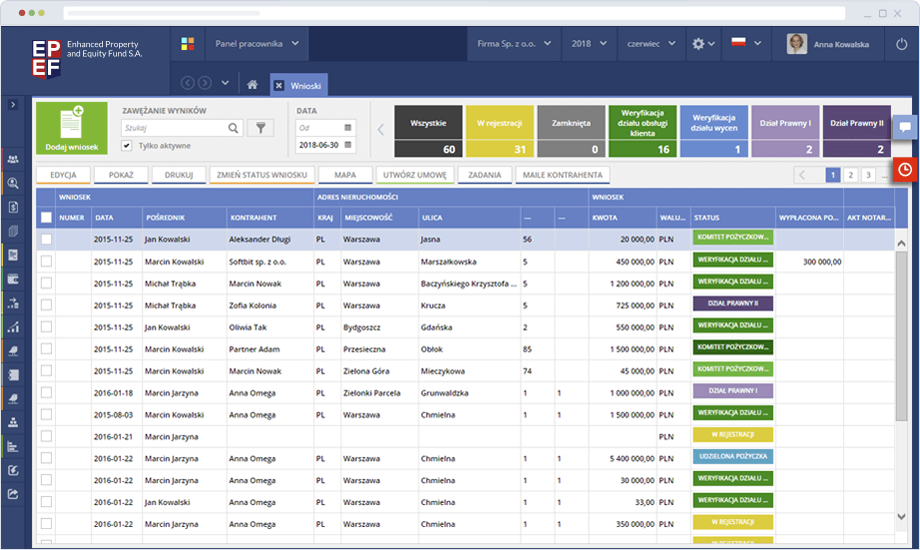 Enhanced Property
and Equity Fund S.A.
EP
EF
Panel pracownika
Firma Sp. z o.o.
2018
czerwiec
Anna Kowalska
Wnioski
Dodaj wniosek
ZAWĘŻANIE WYNIKÓW
Szukaj
Tylko aktywne
DATA
Od
2018-06-30
Wszystkie
60
W rejestracji
31
Zamknięta
0
Weryfikacja
działu obsługi
klienta
16
Weryfikacja
działu wycen
1
Dział Prawny I
2
Dział Prawny II
2
EDYCJA POKAŻ DRUKUJ ZMIEŃ STATUS WNIOSKU MAPA UTWÓRZ UMOWĘ ZADANIA MAILE KONTRAHENTA 1 2 3 ...
WNIOSEK ADRES NIERUCHOMOŚCI WNIOSEK
NUMER DATA POŚREDNIK KONTRAHENT KRAJ MIEJSCOWOŚĆ ULICA ... ... KWOTA WALU... STATUS WYPŁACONA PO... AKT NOTAR...
2015-11-25 Jan Kowalski Aleksander Długi PL Warszawa Jasna 56 20 000,00 PLN KOMITET POŻYCZKOW...
2015-11-25 Marcin Kowalski Softbit sp. z o.o. PL Warszawa Marszałkowska 5 450 000,00 PLN WERYFIKACJA DZIAŁU ... 300 000,00
2015-11-25 Michał Trąbka Marcin Nowak PL Warszawa Baczyńskiego Krzysztofa ... 5 1 200 000,00 PLN WERYFIKACJA DZIAŁU ...
2015-11-25 Michał Trąbka Zofia Kolonia PL Warszawa Krucza 5 725 000,00 PLN DZIAŁ PRAWNY II
2015-11-25 Jan Kowalski Oliwia Tak PL Bydgoszcz Gdańska 2 550 000,00 PLN WERYFIKACJA DZIAŁU ...
2015-11-25 Marcin Kowalski Partner Adam PL Przesieczna Obłok 85 1 500 000,00 PLN KOMITET POŻYCZKOW...
2015-11-25 Marcin Kowalski Marcin Nowak PL Zielona Góra Mieczykowa 74 45 000,00 PLN KOMITET POŻYCZKOW...
2016-01-18 Marcin Jarzyna Anna Omega PL Zielonki Parcela Grunwaldzka 1 1 1 000 000,00 PLN DZIAŁ PRAWNY I
2015-08-03 Marcin Kowalski Anna Omega PL Warszawa Chmielna 1 1 1 500 000,00 PLN WERYFIKACJA DZIAŁU ...
2016-01-21 Marcin Jarzyna PLN W REJESTRACJI
2016-01-22 Marcin Jarzyna Anna Omega PL Warszawa Chmielna 1 1 5 400 000,00 PLN UDZIELONA POŻYCZKA
2016-01-22 Marcin Jarzyna Anna Omega PL Warszawa Chmielna 1 1 30 000,00 PLN WERYFIKACJA DZIAŁU ...
2016-01-22 Jan Kowalski Anna Omega PL Warszawa Chmielna 1 1 33,00 PLN WERYFIKACJA DZIAŁU ...
2016-01-22 Marcin Jarzyna Anna Omega PL Warszawa Chmielna 1 1 350 000,00 PLN W REJESTRACJI